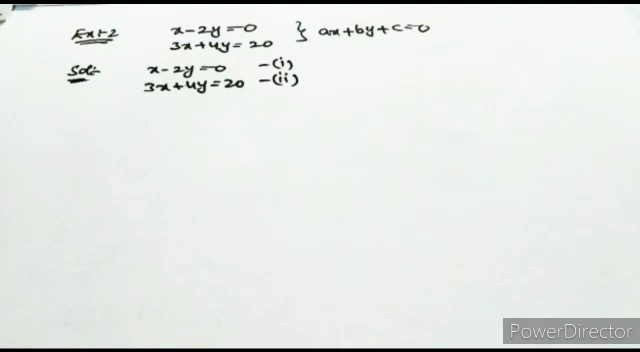 Ex:-2 x-2y=0 } ax+by+c=0
3x+4y=20
Sol:- x-2y=0 -(i)
3x+4y=20 -(ii)
PowerDirector